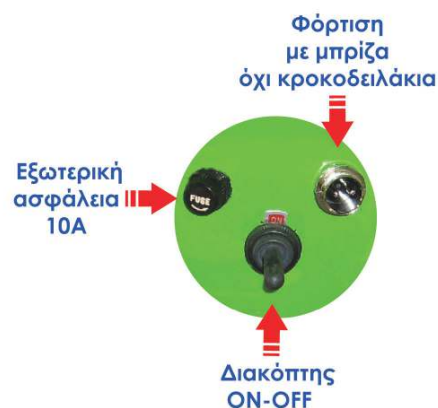 Φόρτιση
με μπρίζα
όχι κροκοδειλάκια
Εξωτερική
ασφάλεια
10A
FUSE
ON
Διακόπτης
ON-OFF